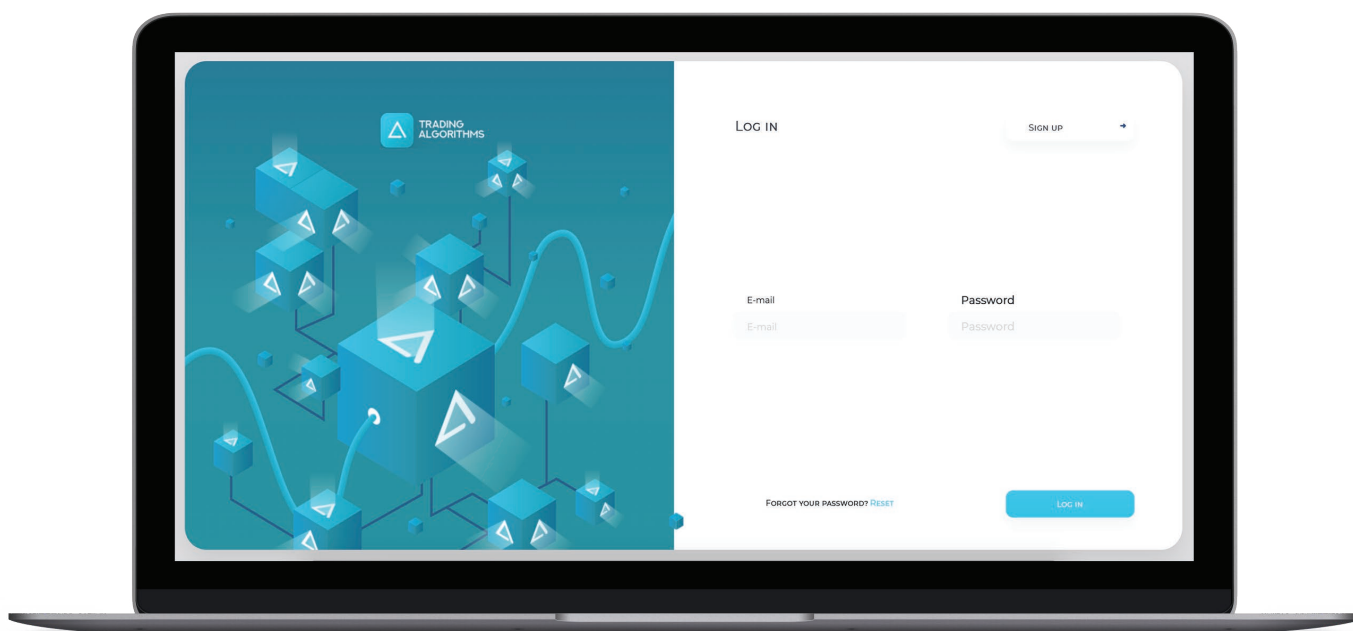 TRADING
ALGORITHMS
LOG IN
SIGN UP
E-mail
Password
E-mail
Password
FORGOT YOUR PASSWORD? RESET
LOG IN